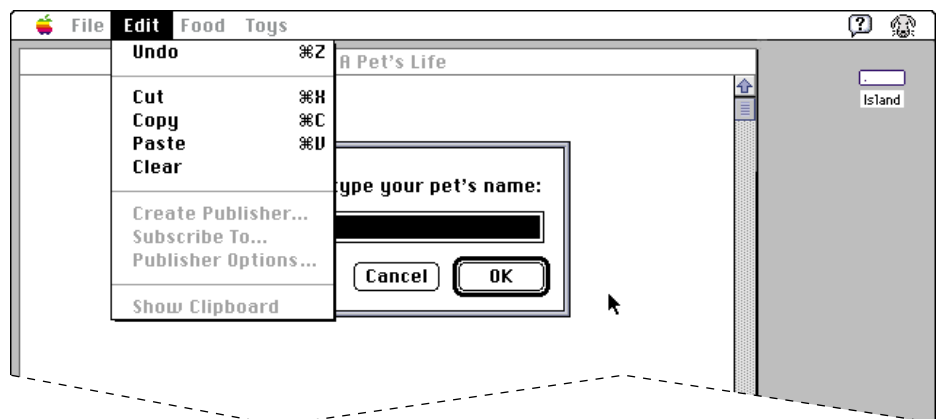 File Edit Food Toys
Undo ⌘Z
A Pet's Life
Island
Cut ⌘X
Copy ⌘C
Paste ⌘V
Clear
type your pet's name:
Create Publisher...
Subscribe To...
Publisher Options...
Cancel OK
Show Clipboard